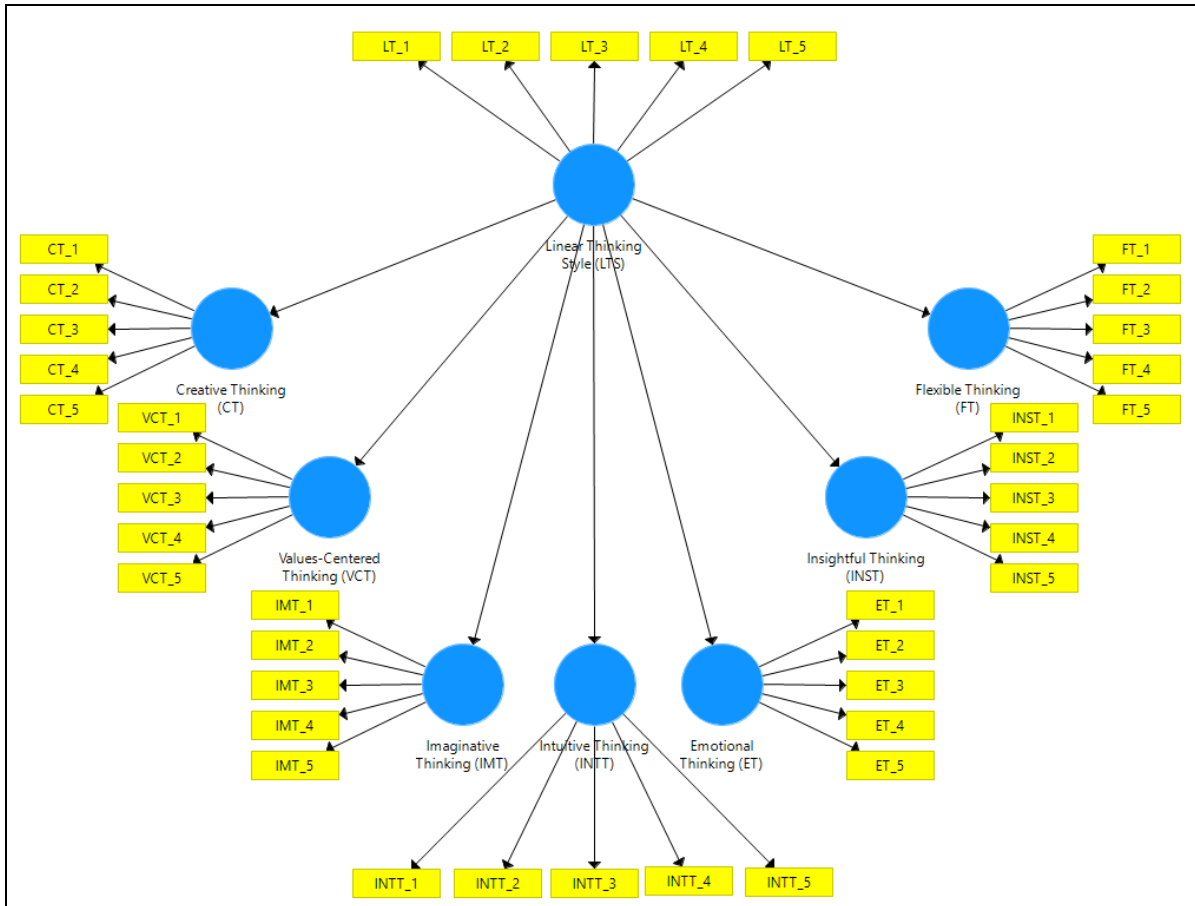 LT_1
LT_2
LT_3
LT_4
LT_5
Linear Thinking
Style (LTS)
CT_1
CT_2
CT_3
CT_4
CT_5
Creative Thinking
(CT)
FT_1
FT_2
FT_3
FT_4
FT_5
Flexible Thinking
(FT)
VCT_1
VCT_2
VCT_3
VCT_4
VCT_5
Values-Centered
Thinking (VCT)
INST_1
INST_2
INST_3
INST_4
INST_5
Insightful Thinking
(INST)
IMT_1
IMT_2
IMT_3
IMT_4
IMT_5
Imaginative
Thinking (IMT)
Intuitive Thinking
(INTT)
Emotional
Thinking (ET)
ET_1
ET_2
ET_3
ET_4
ET_5
INTT_1
INTT_2
INTT_3
INTT_4
INTT_5